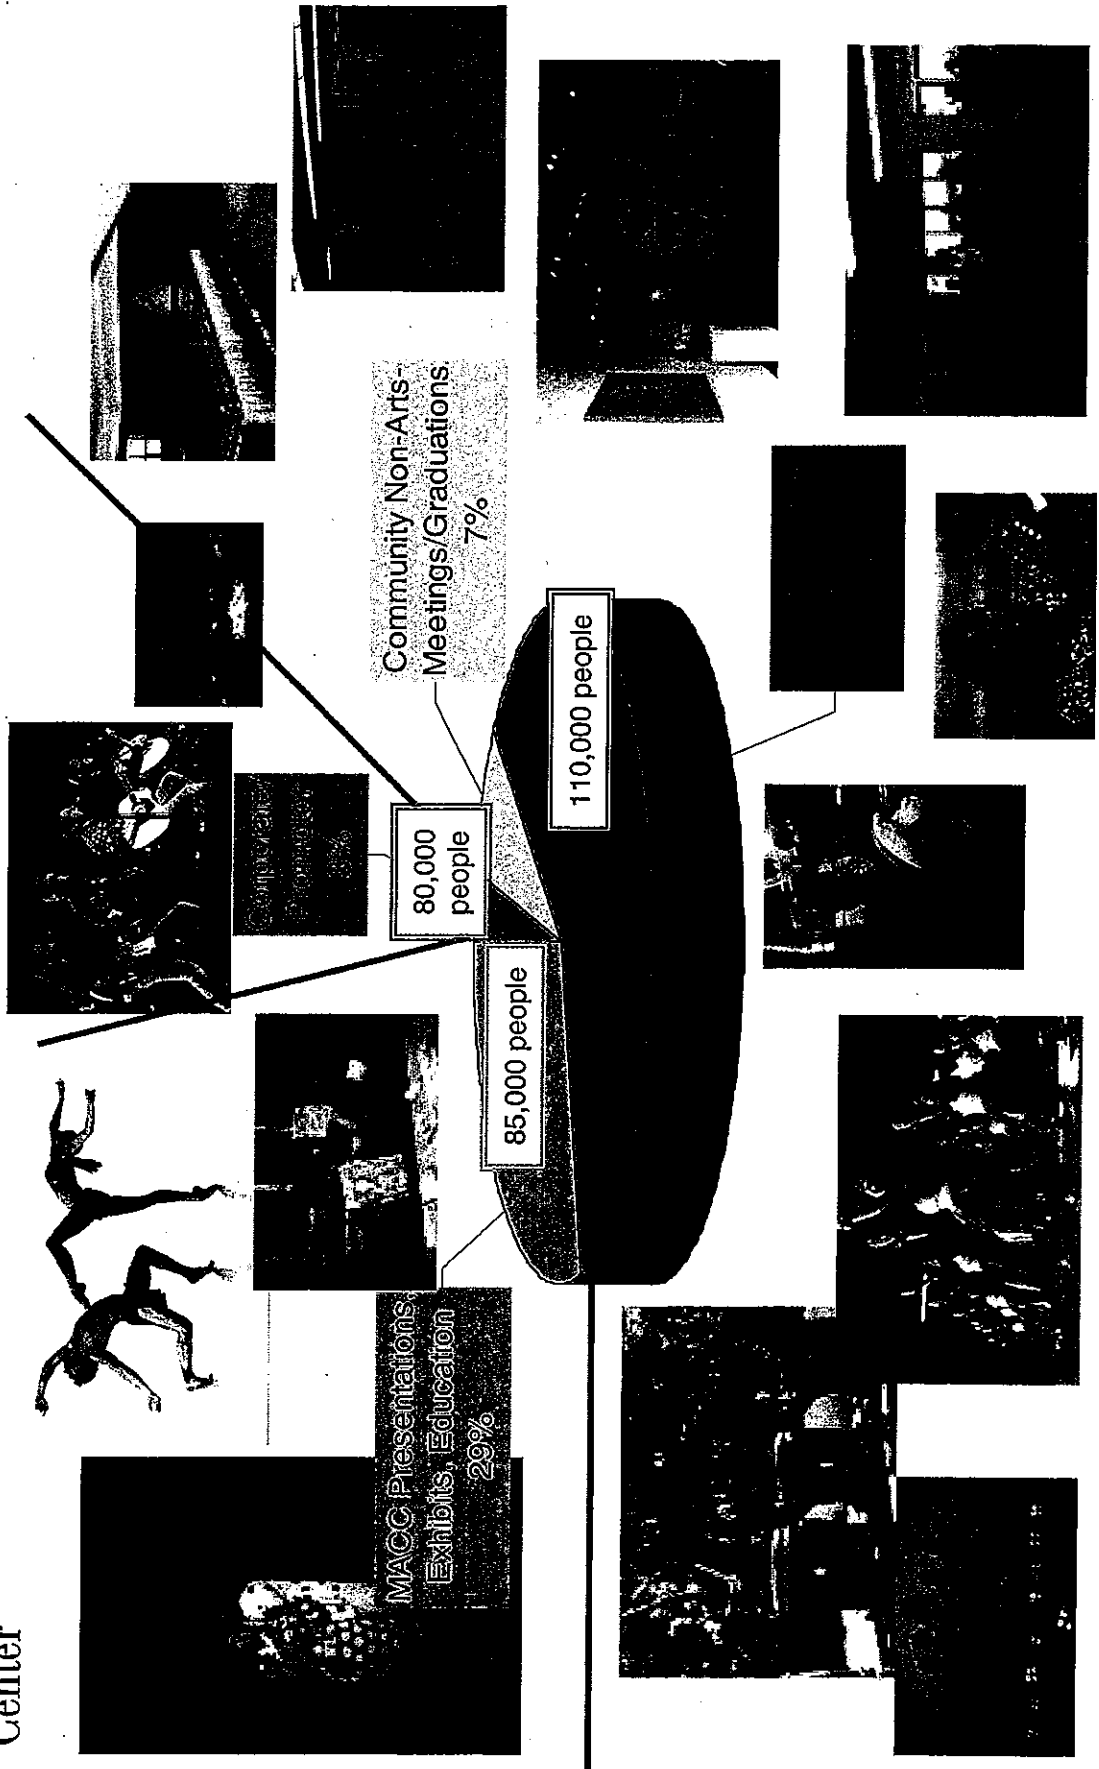 Center
MACC Presentations,
Exhibits, Education
29%
85,000 people
80,000
people
Community Non-Arts-
Meetings/Graduations
7%
110,000 people